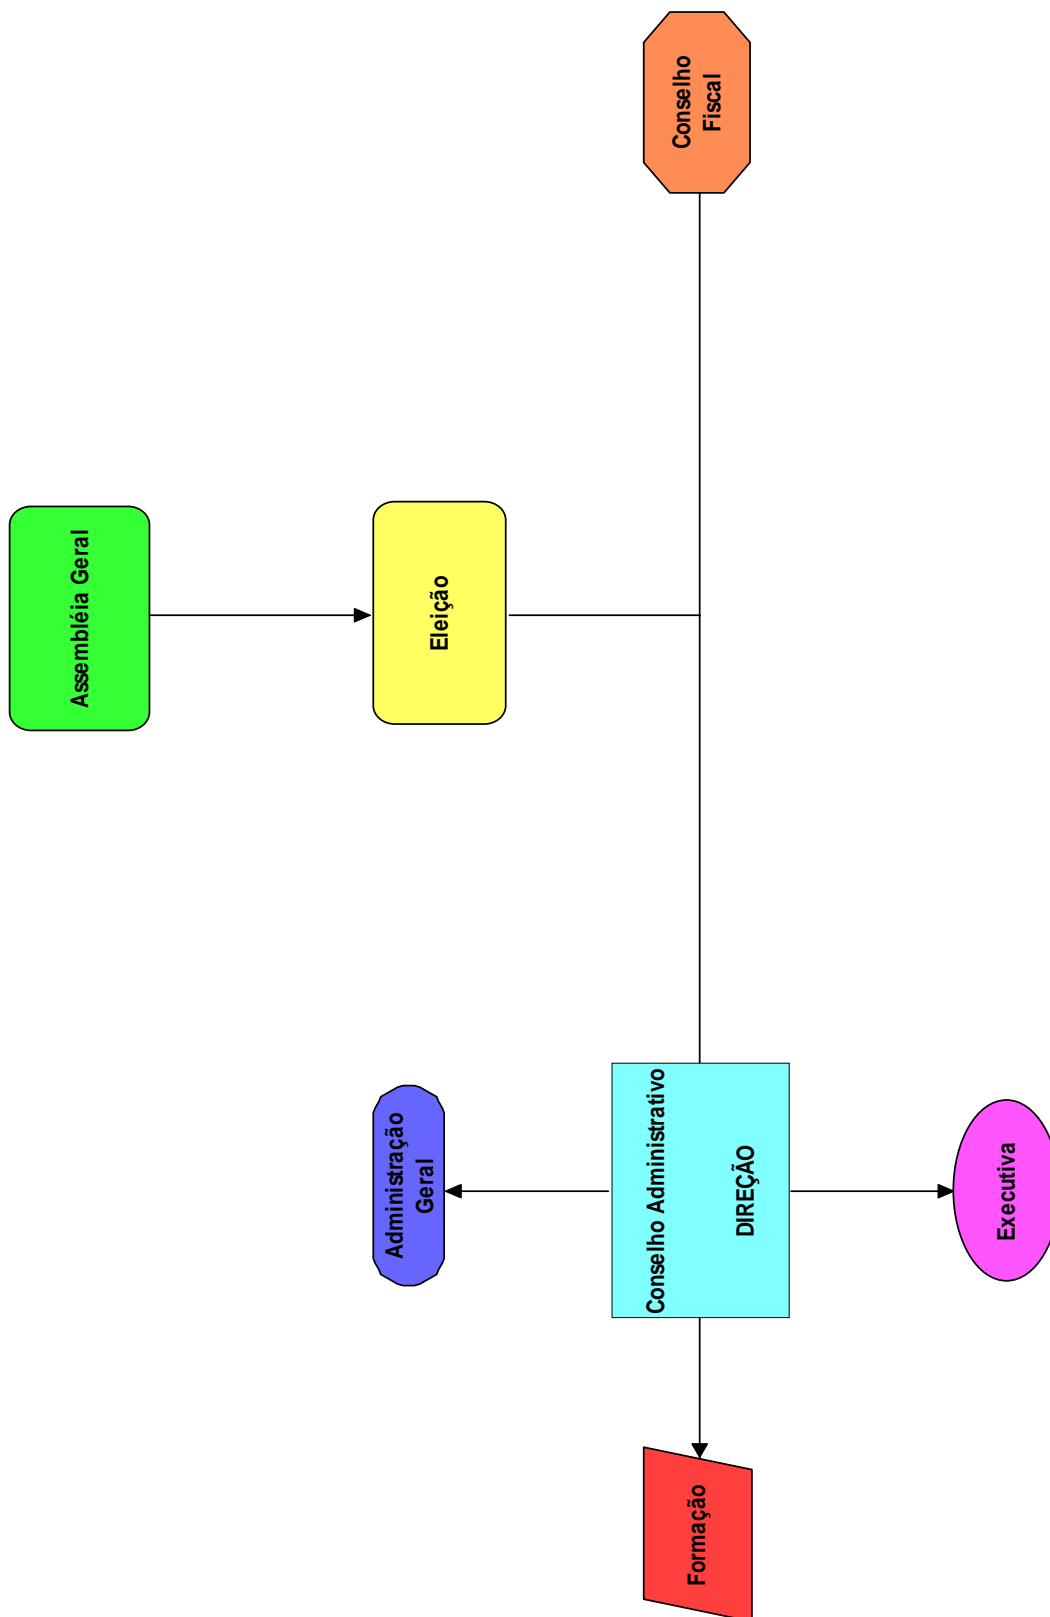 Assembléia Geral
Eleição
Conselho
Fiscal
Administração
Geral
Conselho Administrativo
DIREÇÃO
Formação
Executiva